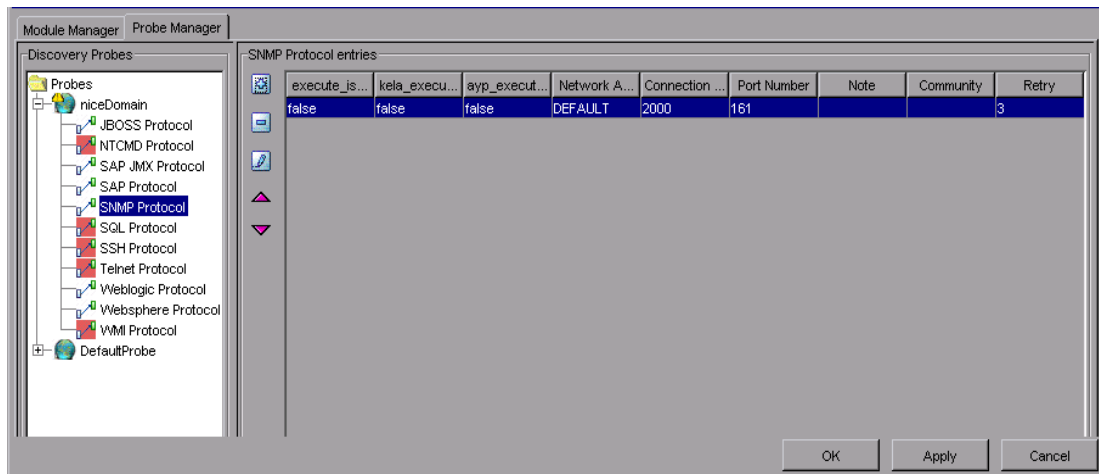 Module Manager Probe Manager
Discovery Probes
SNMP Protocol entries
Probes
niceDomain
JBOSS Protocol
NTCMD Protocol
SAP JMX Protocol
SAP Protocol
SNMP Protocol
SQL Protocol
SSH Protocol
Telnet Protocol
Weblogic Protocol
Websphere Protocol
WMI Protocol
DefaultProbe
execute_is... kela_execu... ayp_execut... Network A... Connection ... Port Number Note Community Retry
false false false DEFAULT 2000 161 3
OK Apply Cancel